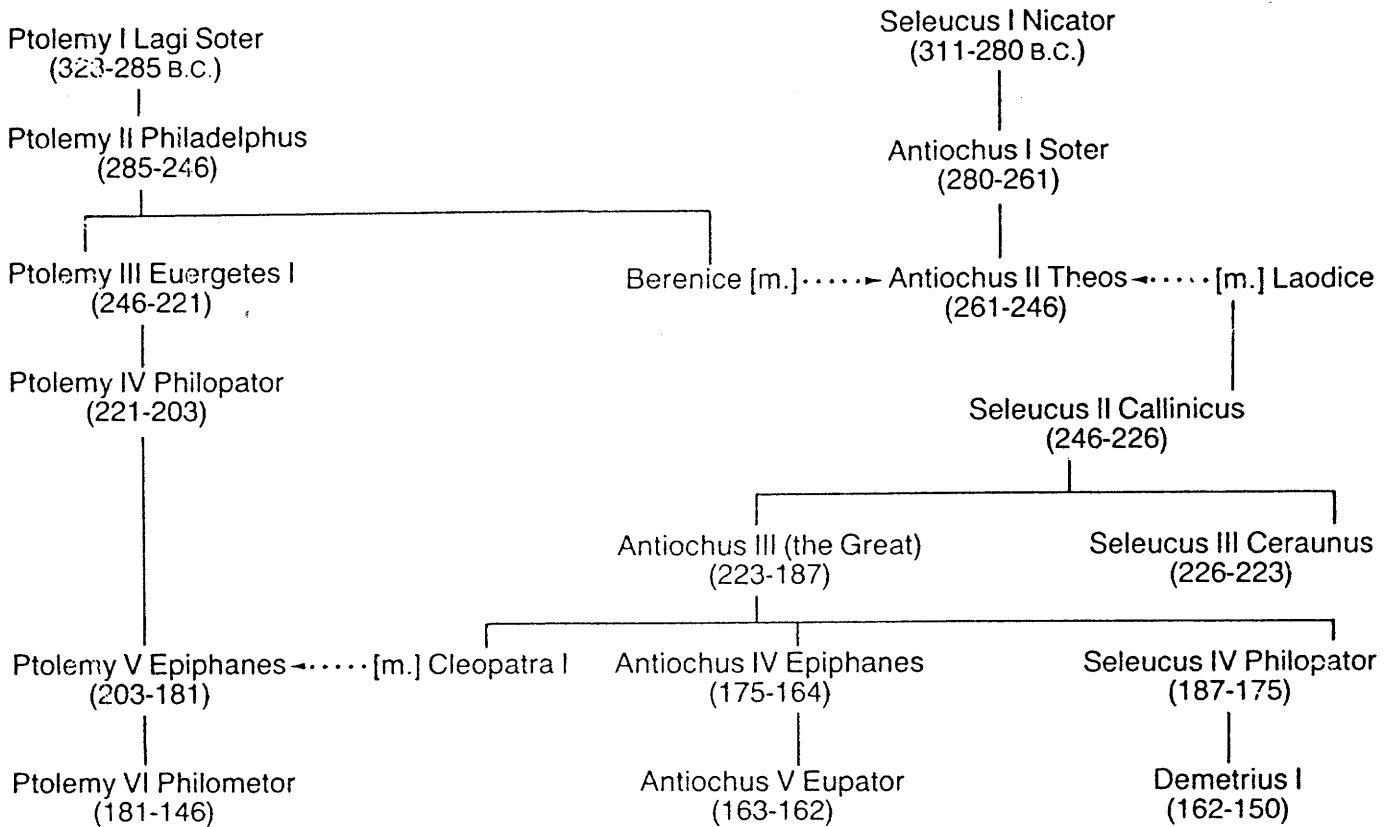 Ptolemy I Lagi Soter
(323-285 B.C.)
Seleucus I Nicator
(311-280 B.C.)
Ptolemy II Philadelphus
(285-246)
Antiochus I Soter
(280-261)
Ptolemy III Euergetes I
(246-221)
Berenice [m.]
Antiochus II Theos
(261-246)
[m.] Laodice
Ptolemy IV Philopator
(221-203)
Seleucus II Callinicus
(246-226)
Antiochus III (the Great)
(223-187)
Seleucus III Ceraunus
(226-223)
Ptolemy V Epiphanes
(203-181)
[m.] Cleopatra I
Antiochus IV Epiphanes
(175-164)
Seleucus IV Philopator
(187-175)
Ptolemy VI Philometor
(181-146)
Antiochus V Eupator
(163-162)
Demetrius I
(162-150)